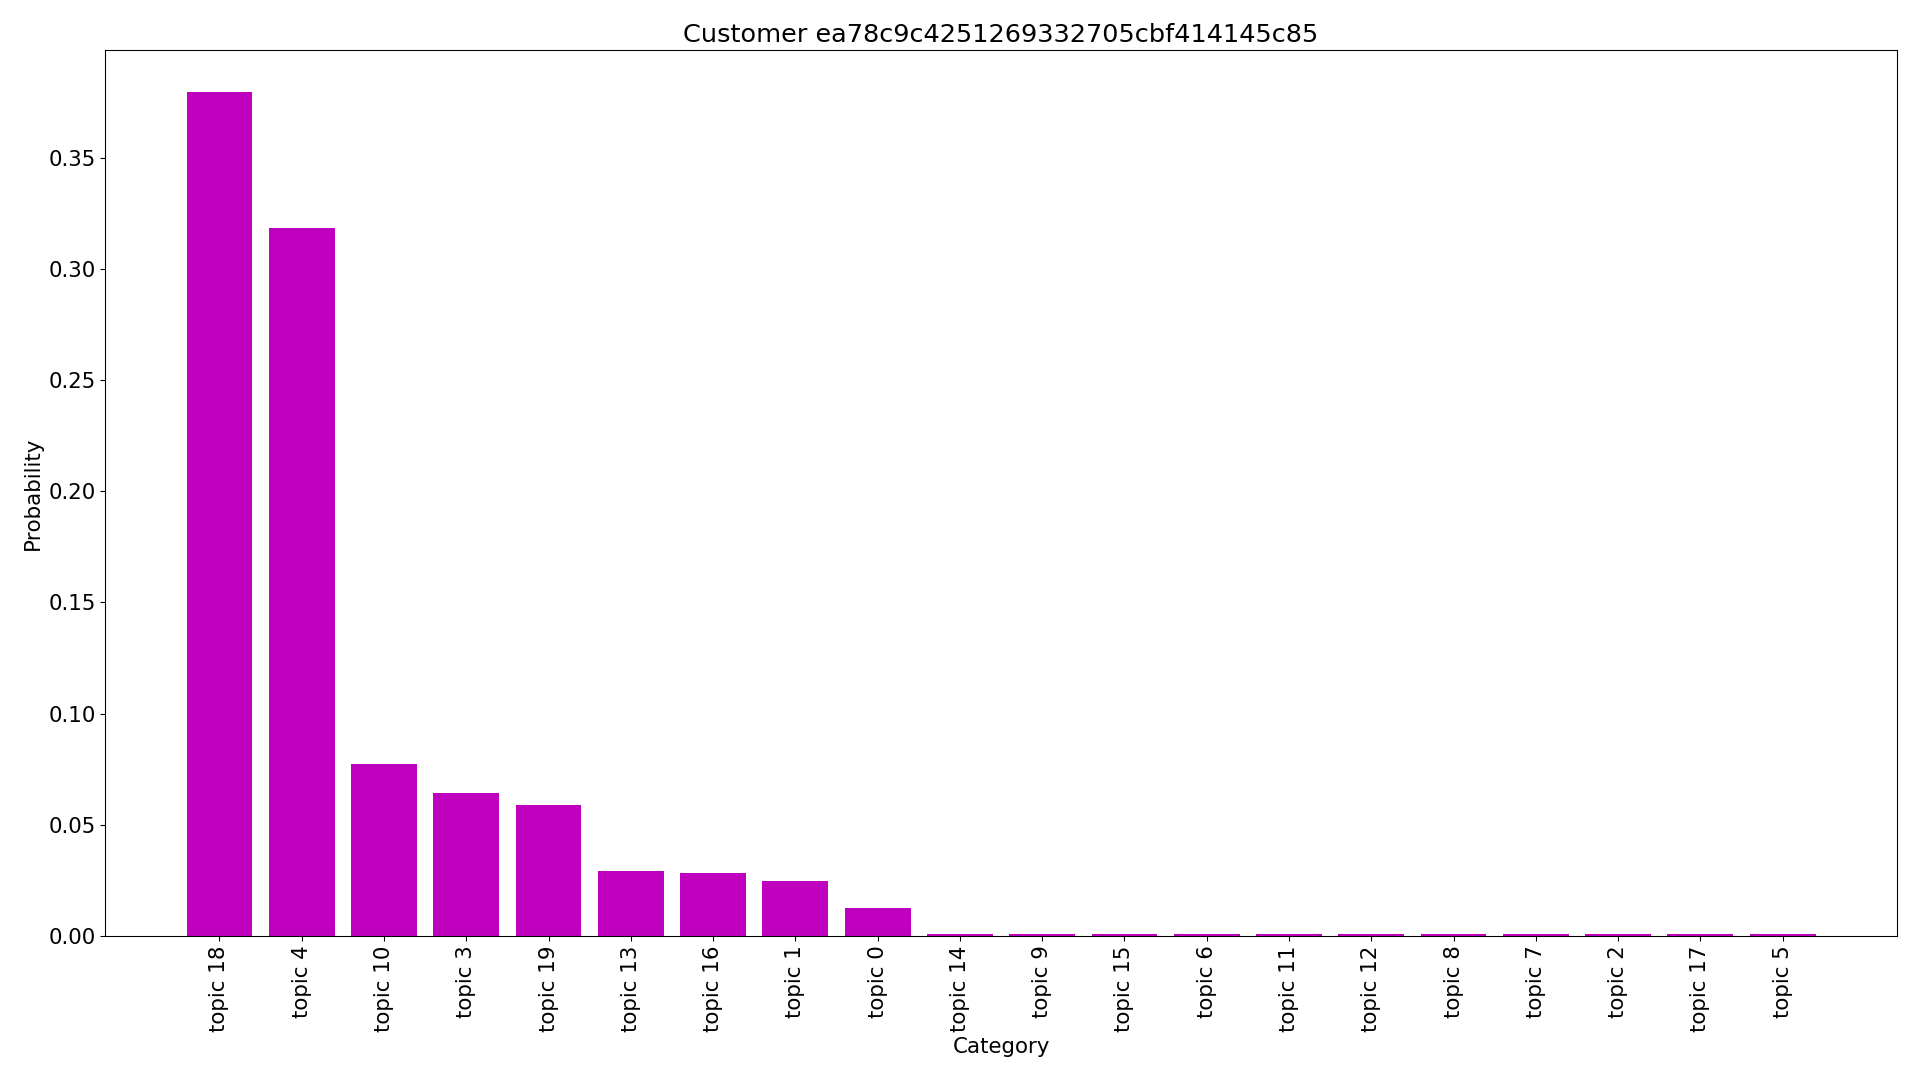 Customer ea78c9c4251269332705cbf414145c85
Probability
0.35
0.30
0.25
0.20
0.15
0.10
0.05
0.00
topic 18
topic 4
topic 10
topic 3
topic 19
topic 13
topic 16
topic 1
topic 0
topic 14
topic 9
topic 15
topic 6
topic 11
topic 12
topic 8
topic 7
topic 2
topic 17
topic 5
Category